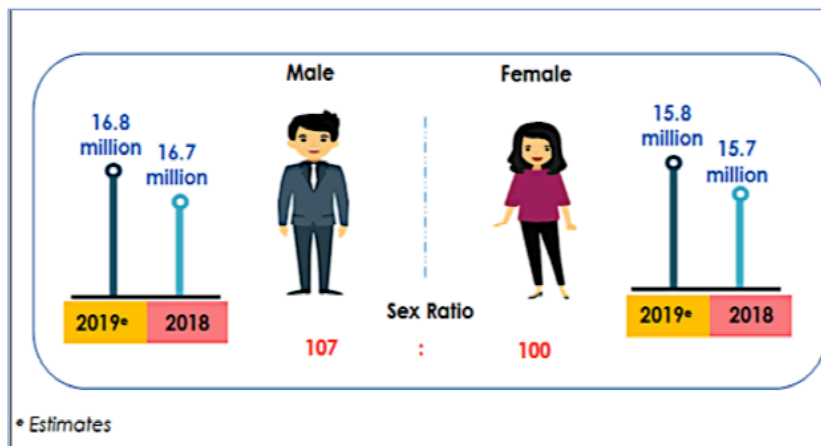 Male
Female
16.8
million
16.7
million
15.8
million
15.7
million
2019ᵉ
2018
Sex Ratio
107 : 100
2019ᵉ
2018
ᵉ Estimates